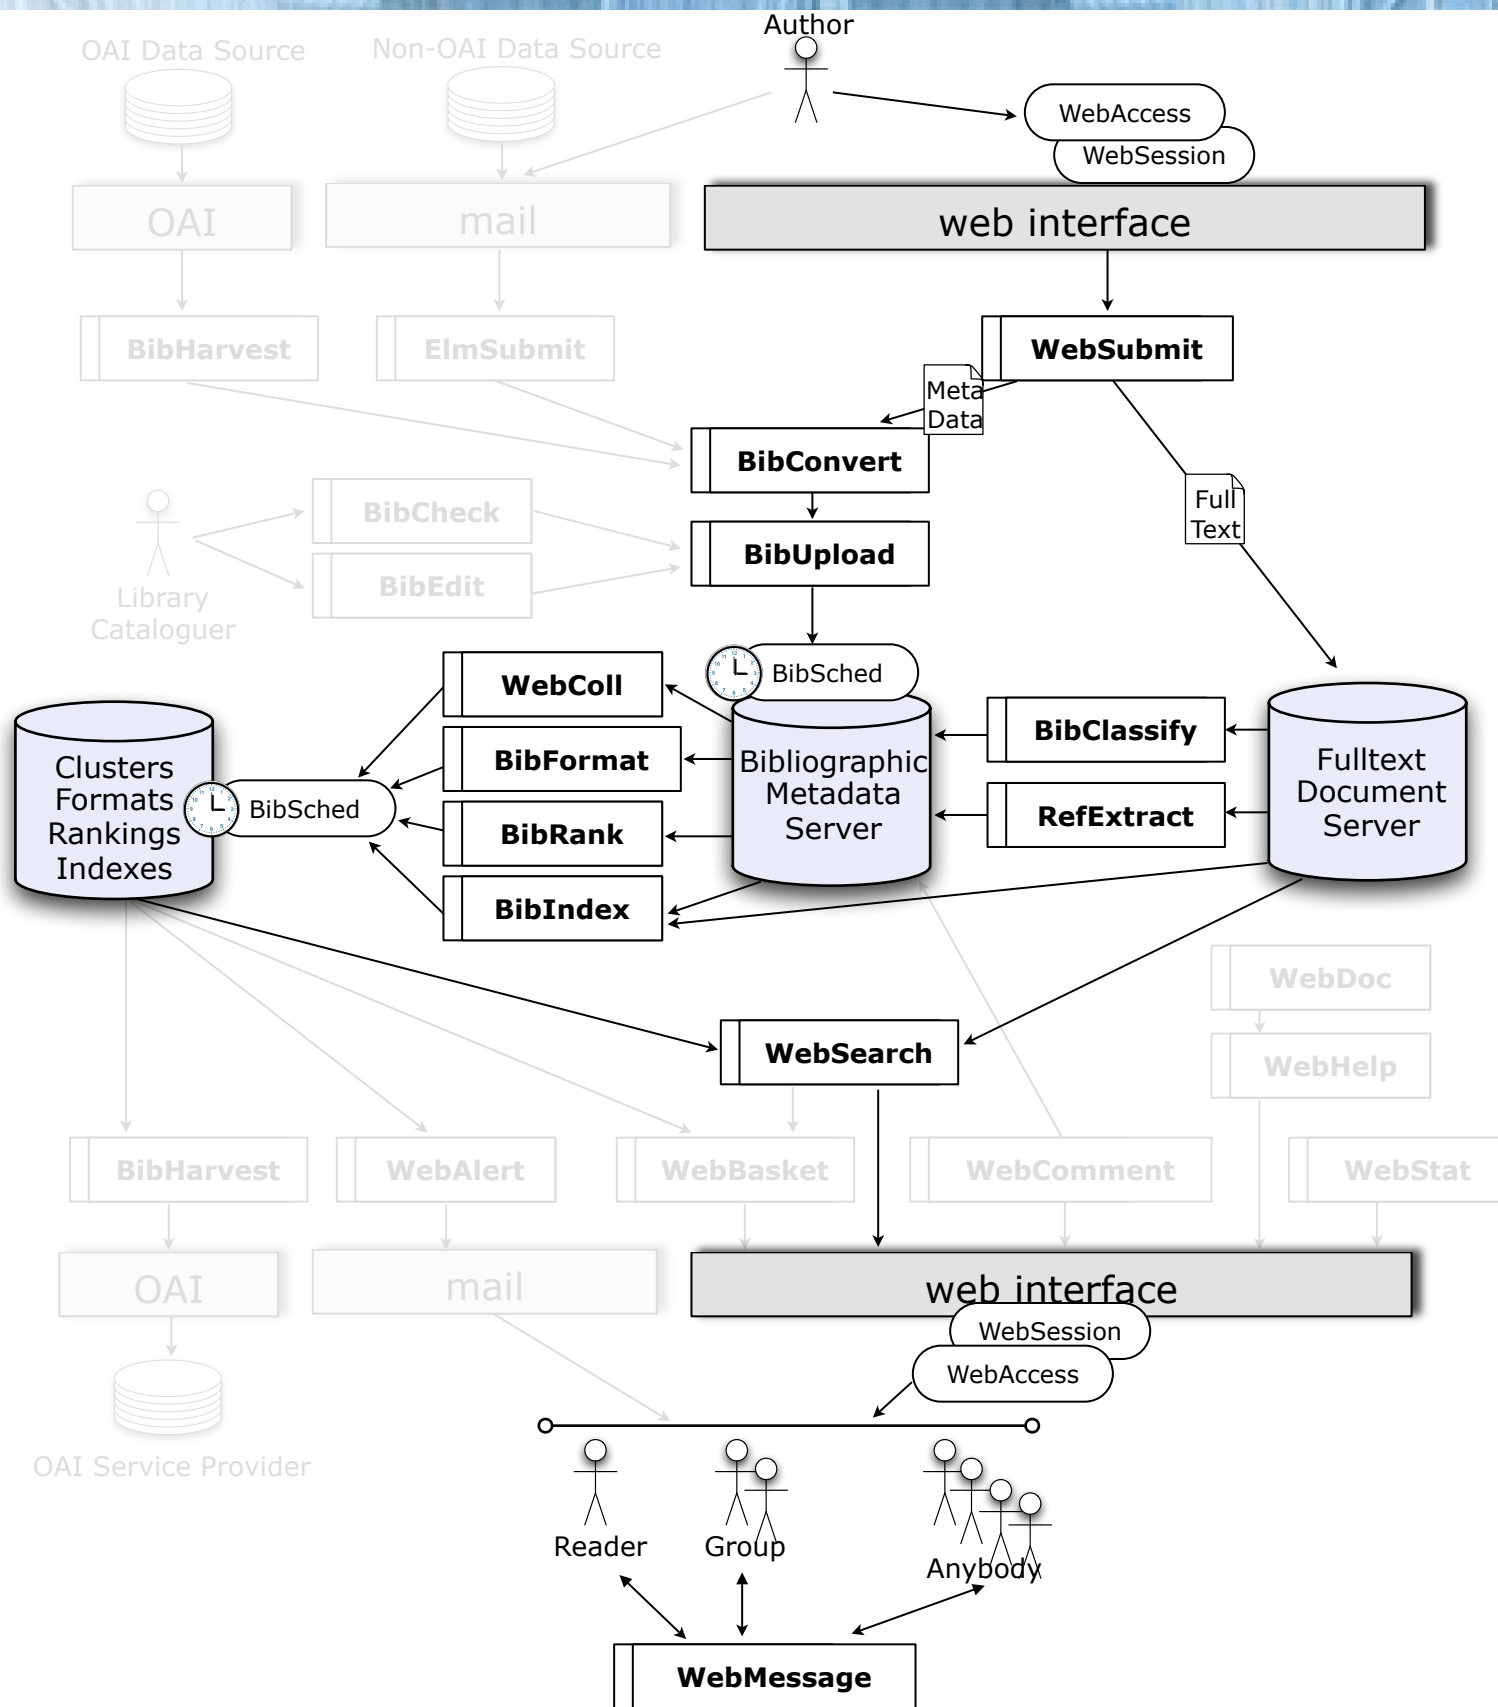 Author
OAI Data Source
Non-OAI Data Source
WebAccess
WebSession
OAI
mail
web interface
BibHarvest
ElmSubmit
WebSubmit
Meta
Data
BibConvert
Full
Text
BibCheck
BibUpload
BibEdit
Library
Cataloguer
BibSched
WebColl
BibClassify
Clusters
Formats
Rankings
Indexes
BibSched
BibFormat
Bibliographic
Metadata
Server
Fulltext
Document
Server
BibRank
RefExtract
BibIndex
WebDoc
WebSearch
WebHelp
BibHarvest
WebAlert
WebBasket
WebComment
WebStat
OAI
mail
web interface
WebSession
WebAccess
OAI Service Provider
Reader
Group
Anybody
WebMessage